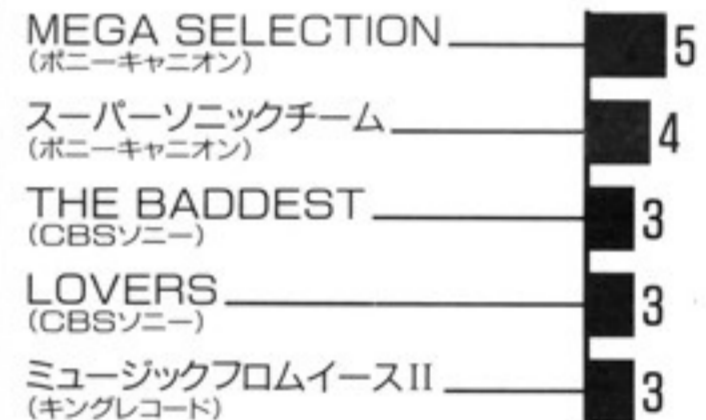 MEGA SELECTION 5
(ポニーキャニオン)
スーパーソニックチーム 4
(ポニーキャニオン)
THE BADDEST 3
(CBSソニー)
LOVERS 3
(CBSソニー)
ミュージックフロムイースII 3
(キングレコード)